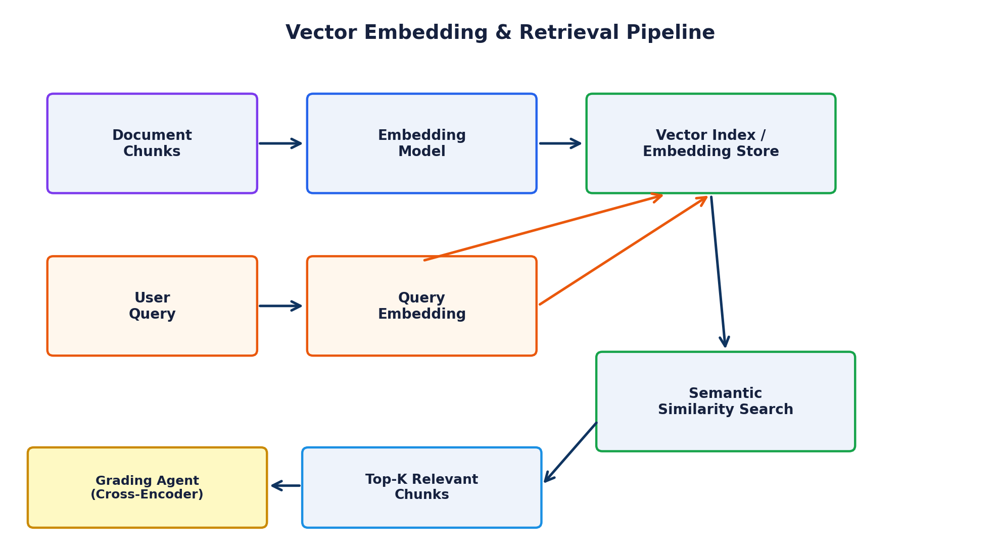 Vector Embedding & Retrieval Pipeline
Document
Chunks
Embedding
Model
Vector Index /
Embedding Store
User
Query
Query
Embedding
Semantic
Similarity Search
Grading Agent
(Cross-Encoder)
Top-K Relevant
Chunks